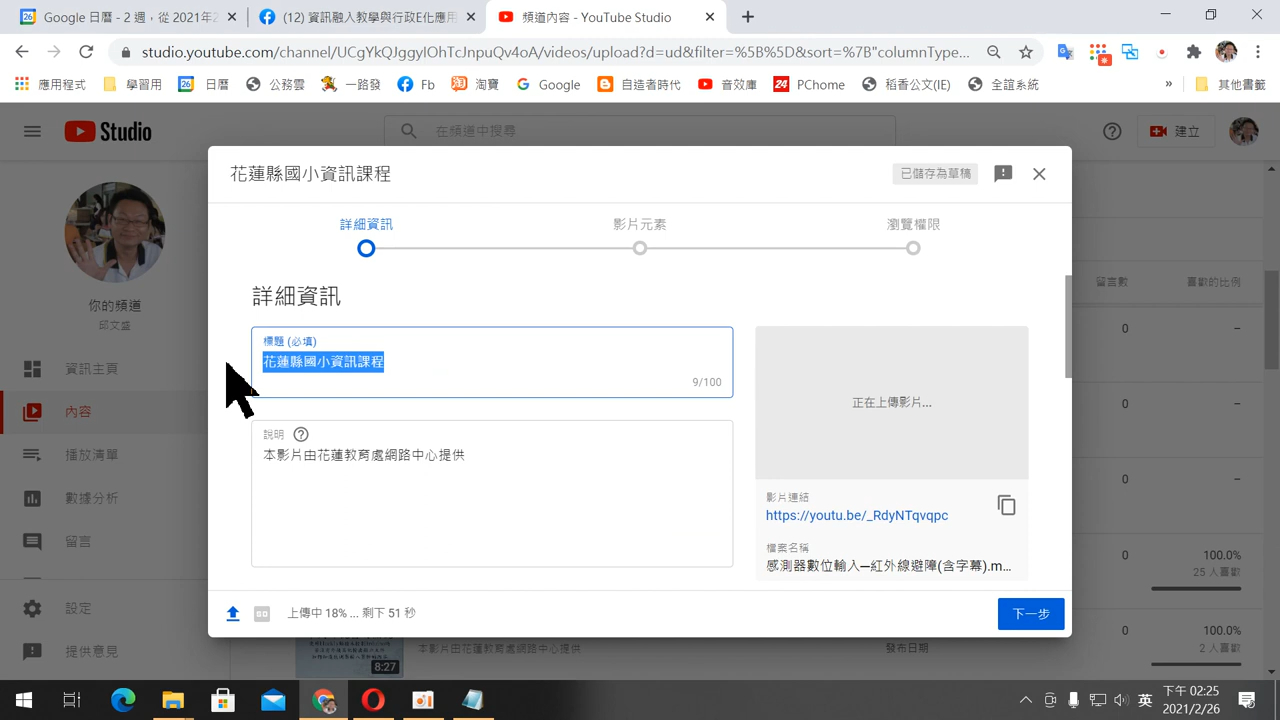 Google 日曆 - 2 週，從 2021年2
(12) 資訊融入教學與行政E化應用
頻道內容 - YouTube Studio
studio.youtube.com/channel/UCgYkOJggyIOhTcJnpuQv4oA/videos/upload?d=ud&filter=%5B%5D&sort=%7B"columnType...
應用程式
學習用
26
日曆
公務雲
一路發
Fb
淘寶
Google
自造者時代
音效庫
24
PChome
稻香公文(IE)
全誼系統
»
其他書籤
Studio
在頻道中搜尋
建立
花蓮縣國小資訊課程
已儲存為草稿
詳細資訊
影片元素
瀏覽權限
你的頻道
邱文盛
資訊主頁
內容
播放清單
數據分析
留言
設定
提供意見
詳細資訊
標題 (必填)
花蓮縣國小資訊課程
9/100
說明
本影片由花蓮教育處網路中心提供
正在上傳影片...
影片連結
https://youtu.be/_RdyNTqvqpc
檔案名稱
感測器數位輸入─紅外線避障(含字幕).m...
上傳中 18% ... 剩下 51 秒
下一步
留言數
喜歡的比例
0
–
0
–
0
0
100.0%
25 人喜歡
0
100.0%
2 人喜歡
8:27
本影片由花蓮教育處網路中心提供
發布日期
英
下午 02:25
2021/2/26